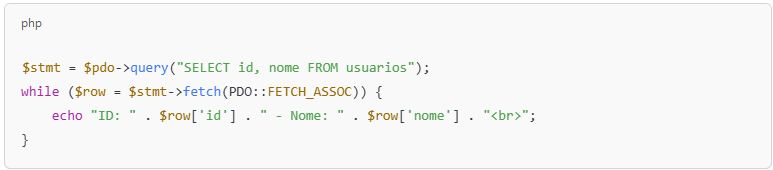 php
$stmt = $pdo->query("SELECT id, nome FROM usuarios");
while ($row = $stmt->fetch(PDO::FETCH_ASSOC)) {
    echo "ID: " . $row['id'] . " - Nome: " . $row['nome'] . "<br>";
}